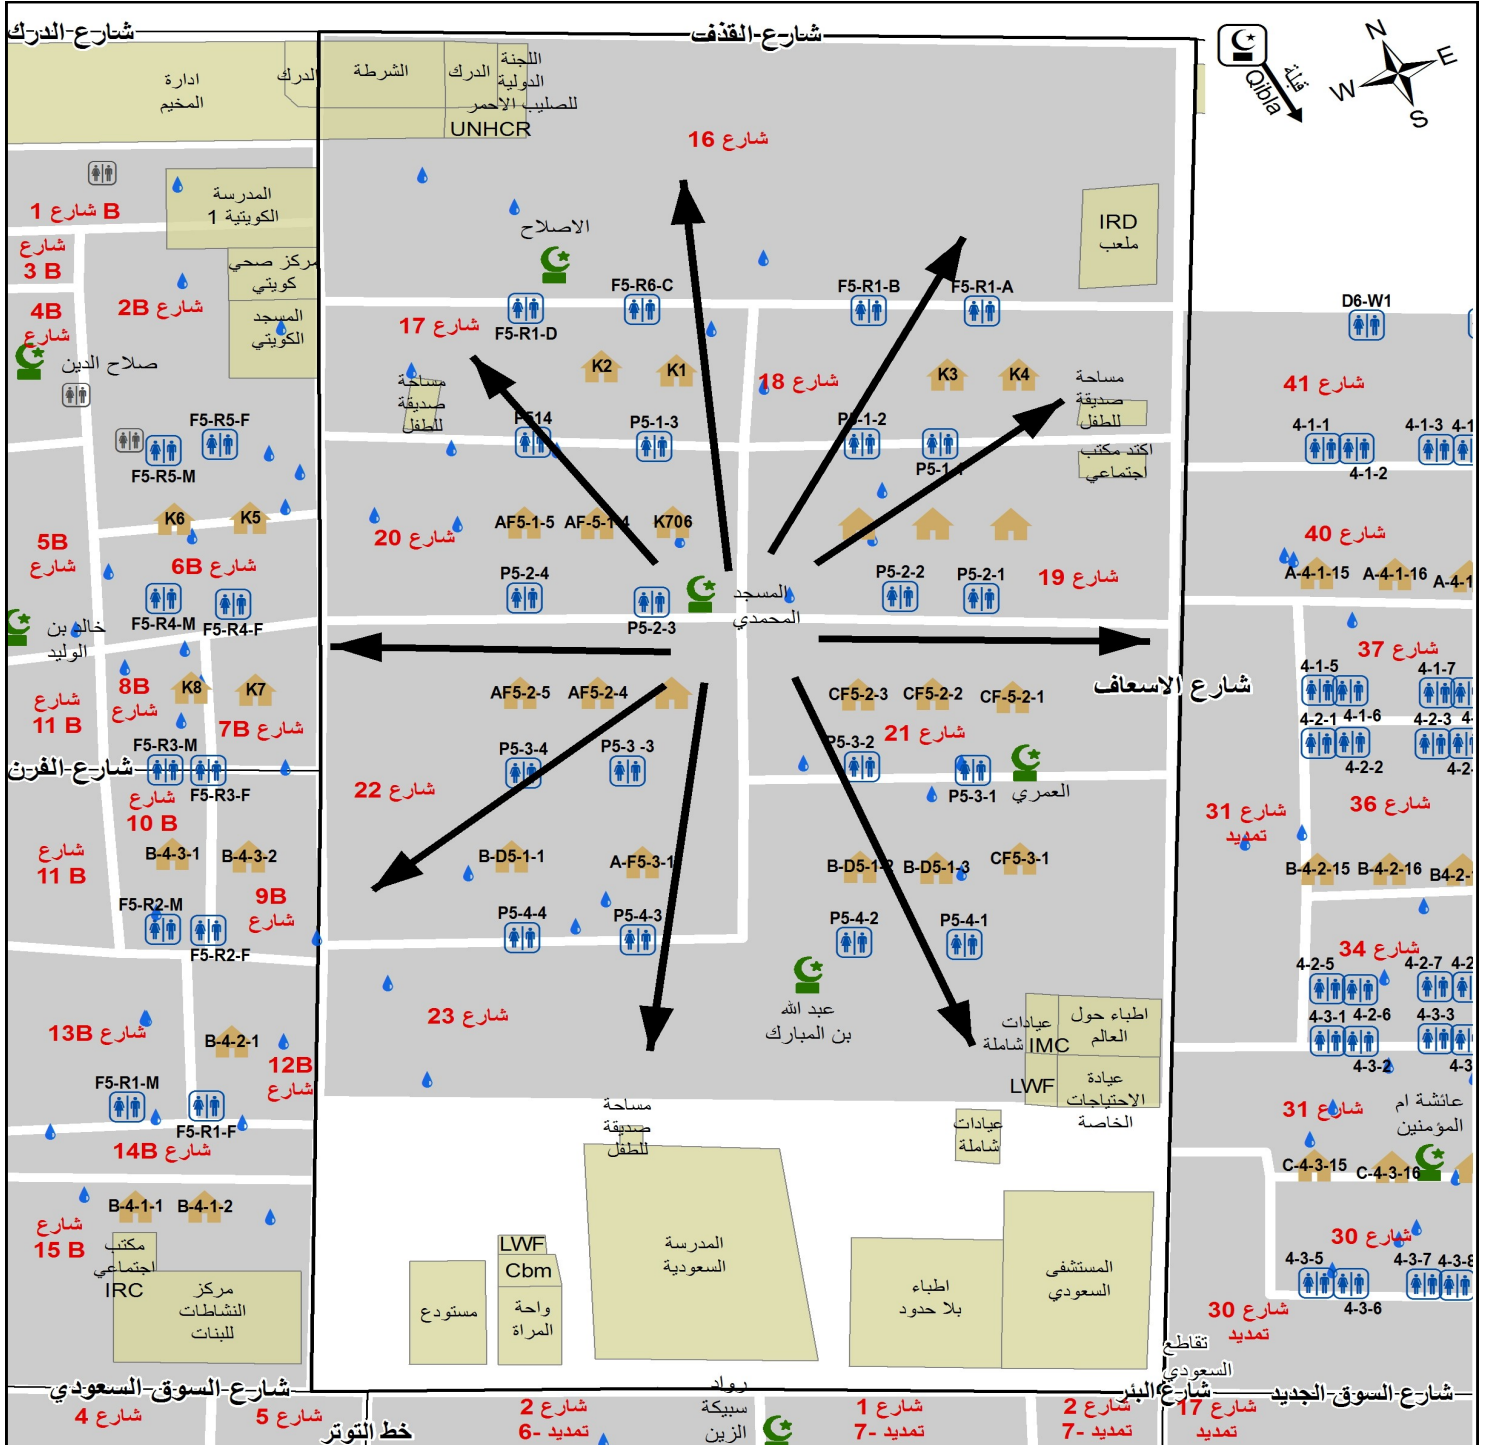 شارع الدرك
شارع القذف
ادارة
المخيم
الدرك
الشرطة
الدرك
اللجنة
الدولية
للصليب الاحمر
UNHCR
قبلة
Qibla
N
E
W
S
شارع 16
شارع 1 B
المدرسة
الكويتية 1
شارع
3 B
مركز صحي
كويتي
شارع 2B
4B
شارع
المسجد
الكويتي
صلاح الدين
الاصلاح
IRD
ملعب
F5-R6-C
F5-R1-D
F5-R1-B
F5-R1-A
D6-W1
شارع 17
K2
K1
شارع 18
K3
K4
مساحة
صديقة
للطفل
مساحة
صديقة
للطفل
شارع 41
P514
P5-1-3
P5-1-2
P5-1-1
اكتد مكتب
اجتماعي
4-1-1
4-1-3
4-1-2
F5-R5-F
F5-R5-M
K6
K5
5B
شارع
شارع 6B
شارع 20
AF5-1-5
AF-5-1-4
K706
شارع 40
A-4-1-15
A-4-1-16
شارع 19
P5-2-4
P5-2-3
P5-2-2
P5-2-1
المسجد
المحمدي
F5-R4-M
F5-R4-F
خالد بن
الوليد
شارع 37
4-1-5
4-1-7
شارع الاسعاف
8B
شارع
K8
K7
شارع
11 B
شارع 7B
AF5-2-5
AF5-2-4
CF5-2-3
CF5-2-2
CF-5-2-1
4-2-1
4-1-6
4-2-3
4-2-2
شارع 21
P5-3-4
P5-3 -3
P5-3-2
P5-3-1
العمري
F5-R3-M
F5-R3-F
شارع الفرن
شارع
10 B
شارع 22
شارع 31
تمديد
شارع 36
شارع
11 B
B-4-3-1
B-4-3-2
B-D5-1-1
A-F5-3-1
B-D5-1-2
B-D5-1-3
CF5-3-1
B-4-2-15
B-4-2-16
9B
شارع
F5-R2-M
F5-R2-F
P5-4-4
P5-4-3
P5-4-2
P5-4-1
شارع 34
4-2-5
4-2-7
4-3-1
4-2-6
4-3-3
4-3-2
عبد الله
بن المبارك
شارع 23
شارع 13B
B-4-2-1
12B
شارع
عيادات
شاملة IMC
اطباء حول
العالم
LWF
عيادة
الاحتياجات
الخاصة
F5-R1-M
F5-R1-F
شارع 14B
مساحة
صديقة
للطفل
عيادات
شاملة
شارع 31
عائشة ام
المؤمنين
C-4-3-15
C-4-3-16
B-4-1-1
B-4-1-2
شارع
15 B
مكتب
اجتماعي
IRC
مركز
النشاطات
للبنات
LWF
Cbm
واحة
المراة
مستودع
المدرسة
السعودية
اطباء
بلا حدود
المستشفى
السعودي
شارع 30
4-3-5
4-3-7
4-3-8
4-3-6
شارع 30
تمديد
تقاطع
السعودي
شارع السوق السعودي
شارع البئر
شارع السوق الجديد
شارع 4
شارع 5
خط التوتر
شارع 2
تمديد -6
رواد
سبيكة
الزين
شارع 1
تمديد -7
شارع 2
تمديد -7
شارع 17
تمديد